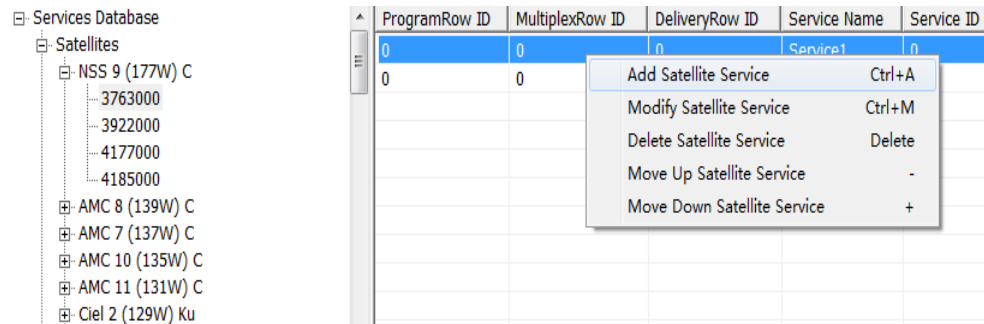 Services Database
Satellites
NSS 9 (177W) C
3763000
3922000
4177000
4185000
AMC 8 (139W) C
AMC 7 (137W) C
AMC 10 (135W) C
AMC 11 (131W) C
Ciel 2 (129W) Ku
ProgramRow ID MultiplexRow ID DeliveryRow ID Service Name Service ID
0 0 0 Service1 0
0 0
Add Satellite Service Ctrl+A
Modify Satellite Service Ctrl+M
Delete Satellite Service Delete
Move Up Satellite Service -
Move Down Satellite Service +